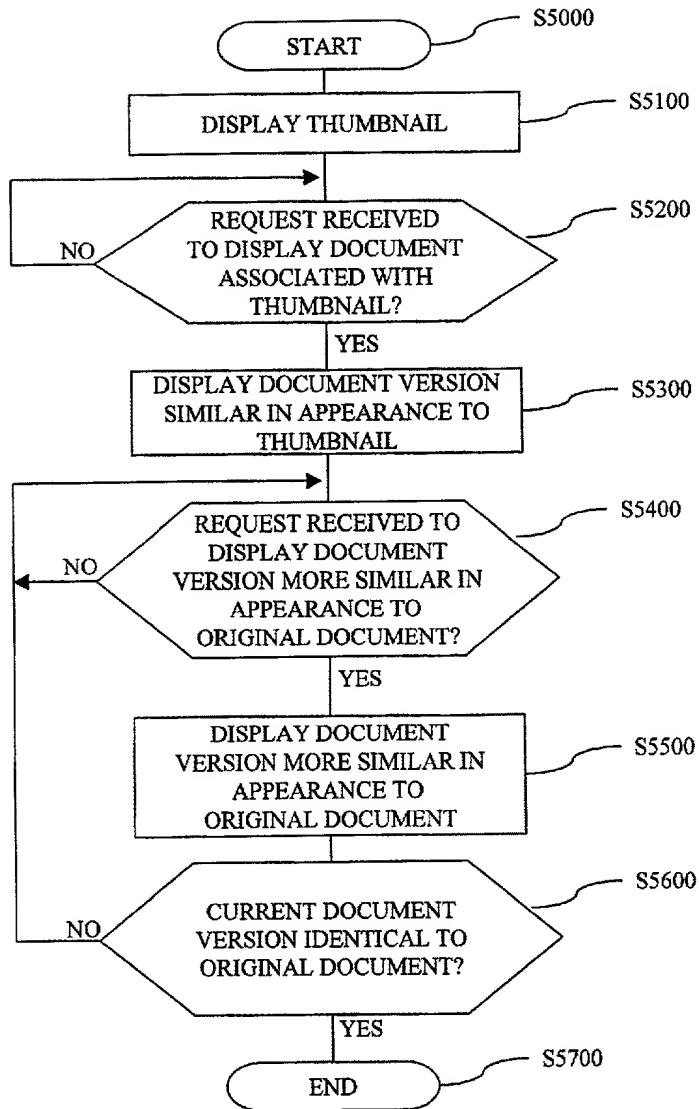 START
S5000
DISPLAY THUMBNAIL
S5100
REQUEST RECEIVED
TO DISPLAY DOCUMENT
ASSOCIATED WITH
THUMBNAIL?
S5200
NO
YES
DISPLAY DOCUMENT VERSION
SIMILAR IN APPEARANCE TO
THUMBNAIL
S5300
REQUEST RECEIVED TO
DISPLAY DOCUMENT
VERSION MORE SIMILAR IN
APPEARANCE TO
ORIGINAL DOCUMENT?
S5400
NO
YES
DISPLAY DOCUMENT
VERSION MORE SIMILAR IN
APPEARANCE TO
ORIGINAL DOCUMENT
S5500
CURRENT DOCUMENT
VERSION IDENTICAL TO
ORIGINAL DOCUMENT?
S5600
NO
YES
END
S5700